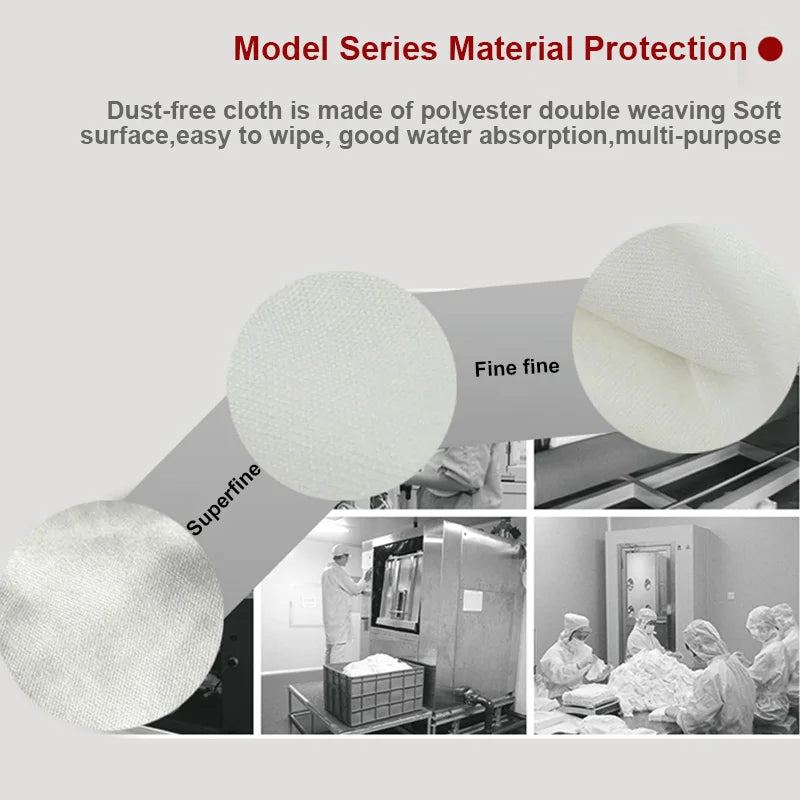 Model Series Material Protection
Dust-free cloth is made of polyester double weaving Soft
surface,easy to wipe, good water absorption,multi-purpose
Fine fine
Superfine